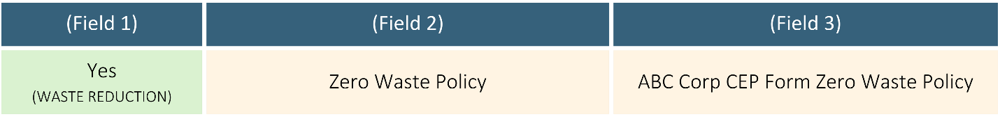 (Field 1)
(Field 2)
(Field 3)
Yes
(WASTE REDUCTION)
Zero Waste Policy
ABC Corp CEP Form Zero Waste Policy